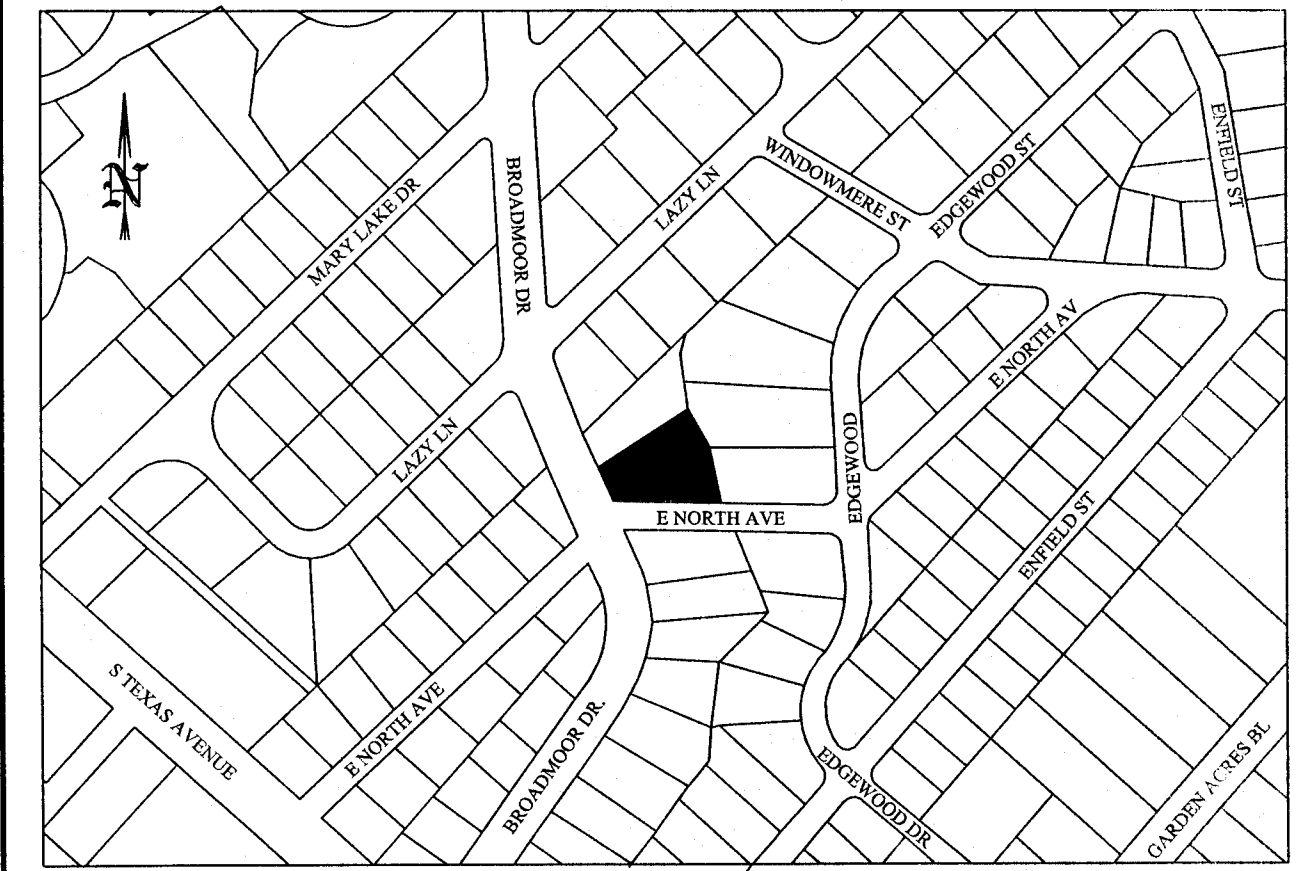 ENFIELD ST
WINDOWMERE ST
EDGEWOOD ST
N
BROADMOOR DR
LAZY LN
MARY LAKE DR
E NORTH AV
LAZY LN
EDGEWOOD
E NORTH AVE
ENFIELD ST
S TEXAS AVENUE
E NORTH AVE
BROADMOOR DR.
EDGEWOOD DR
GARDEN ACRES BL